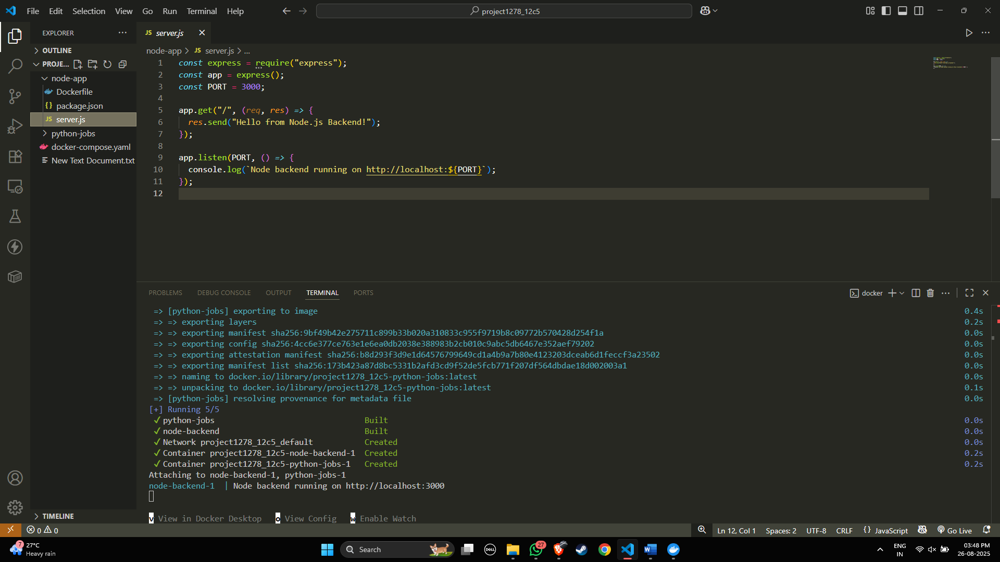 File Edit Selection View Go Run Terminal Help
project1278_12c5
EXPLORER
OUTLINE
PROJE...
node-app
Dockerfile
{} package.json
JS server.js
python-jobs
docker-compose.yaml
New Text Document.txt
TIMELINE
JS server.js
node-app > JS server.js > ...
1 const express = require("express");
2 const app = express();
3 const PORT = 3000;
4
5 app.get("/", (req, res) => {
6 res.send("Hello from Node.js Backend!");
7 });
8
9 app.listen(PORT, () => {
10 console.log(`Node backend running on http://localhost:${PORT}`);
11 });
12
PROBLEMS DEBUG CONSOLE OUTPUT TERMINAL PORTS
docker
=> [python-jobs] exporting to image 0.4s
=> => exporting layers 0.2s
=> => exporting manifest sha256:9bf49b42e275711c899b33b020a310833c955f9719b8c09772b570428d254f1a 0.0s
=> => exporting config sha256:4cc6e377ce763e1e6ea0db2038e388983b2cb010c9abc5db6467e352aef79202 0.0s
=> => exporting attestation manifest sha256:b8d293f3d9e1d64576799649cd1a4b9a7b80e4123203dceab6d1feccf3a23502 0.0s
=> => exporting manifest list sha256:173b423a87d8bc5331b2afd3cd9f52de5fcb771f207df564dbdae18d002003a1 0.0s
=> => naming to docker.io/library/project1278_12c5-python-jobs:latest 0.0s
=> => unpacking to docker.io/library/project1278_12c5-python-jobs:latest 0.1s
=> [python-jobs] resolving provenance for metadata file 0.0s
[+] Running 5/5
✓ python-jobs Built 0.0s
✓ node-backend Built 0.0s
✓ Network project1278_12c5_default Created 0.0s
✓ Container project1278_12c5-node-backend-1 Created 0.2s
✓ Container project1278_12c5-python-jobs-1 Created 0.2s
Attaching to node-backend-1, python-jobs-1
node-backend-1 | Node backend running on http://localhost:3000
v View in Docker Desktop o View Config w Enable Watch
0 0
Ln 12, Col 1 Spaces: 2 UTF-8 CRLF {} JavaScript Go Live
7
27°C
Heavy rain
Search
DELL
27
W
ENG
IN
03:48 PM
26-08-2025